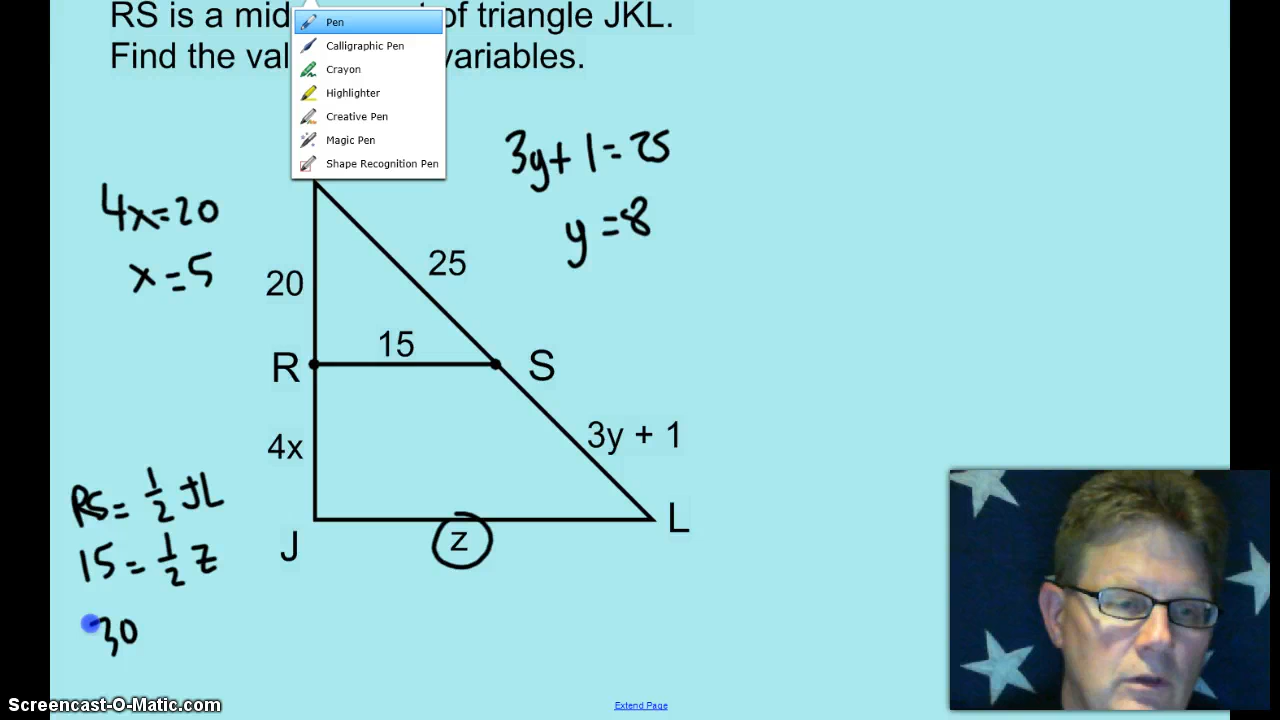 RS is a mid of triangle JKL.
Find the val variables.
Pen
Calligraphic Pen
Crayon
Highlighter
Creative Pen
Magic Pen
Shape Recognition Pen
3y + 1 = 25
y = 8
4x = 20
x = 5
25
20
15
R
S
4x
3y + 1
RS = 1/2 JL
15 = 1/2 z
30
J
z
L
Extend Page
Screencast-O-Matic.com